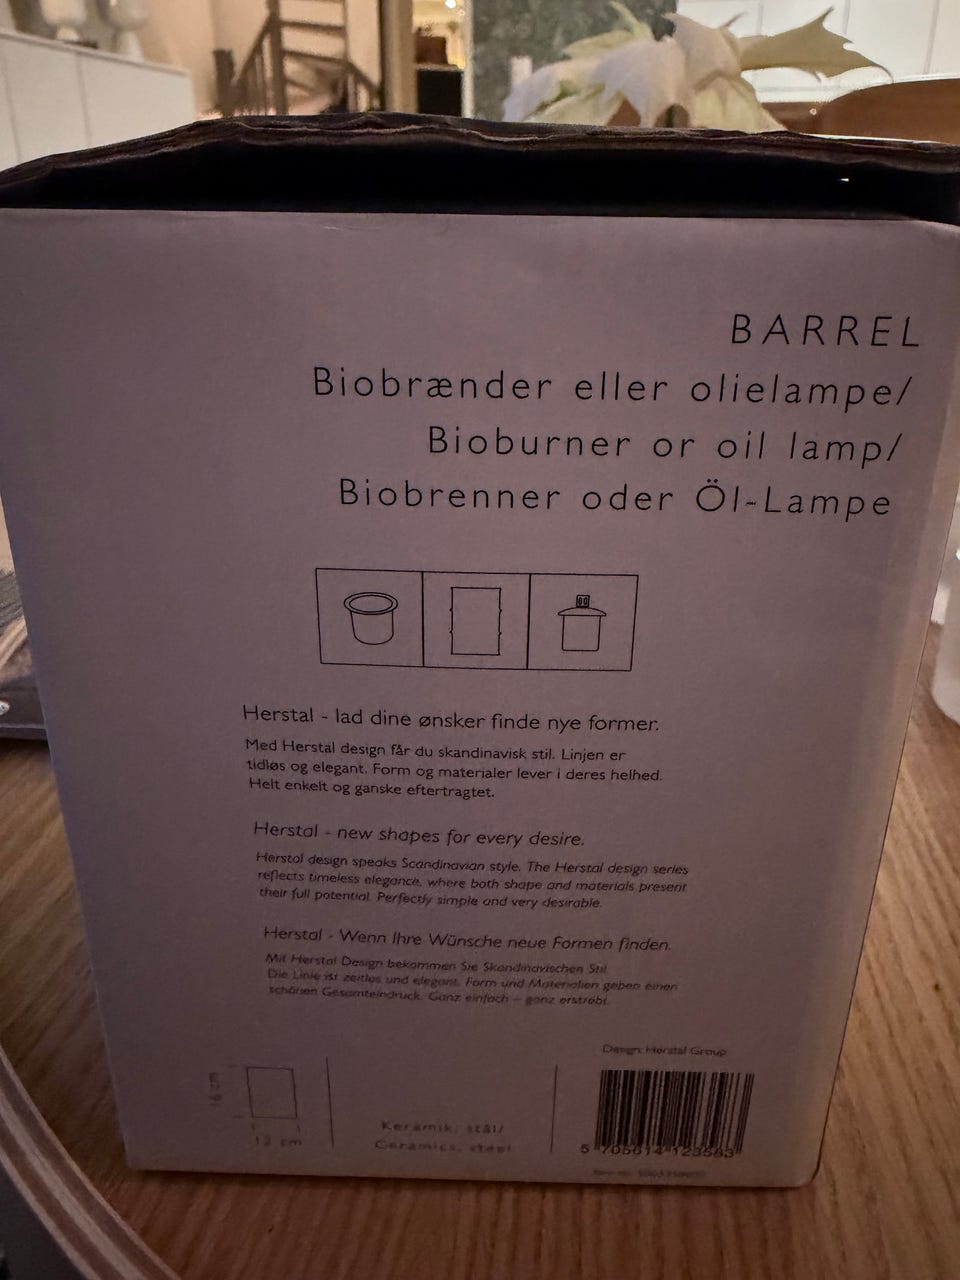 BARREL
Biobrænder eller olielampe/
Bioburner or oil lamp/
Biobrenner oder Öl-Lampe
Herstal - lad dine ønsker finde nye former.
Med Herstal design får du skandinavisk stil. Linjen er
tidløs og elegant. Form og materialer lever i deres helhed.
Helt enkelt og ganske eftertragtet.
Herstal - new shapes for every desire.
Herstal design speaks Scandinavian style. The Herstal design series
reflects timeless elegance, where both shape and materials present
their full potential. Perfectly simple and very desirable.
Herstal - Wenn Ihre Wünsche neue Formen finden.
Mit Herstal Design bekommen Sie Skandinavischen Stil.
Die Linie ist zeitlos und elegant. Form und Materialien geben einen
schönen Gesamteindruck. Ganz einfach – ganz erstrebt.
Design: Herstal Group
12 cm
Keramik, stål/
Ceramics, steel
5 705614 123583